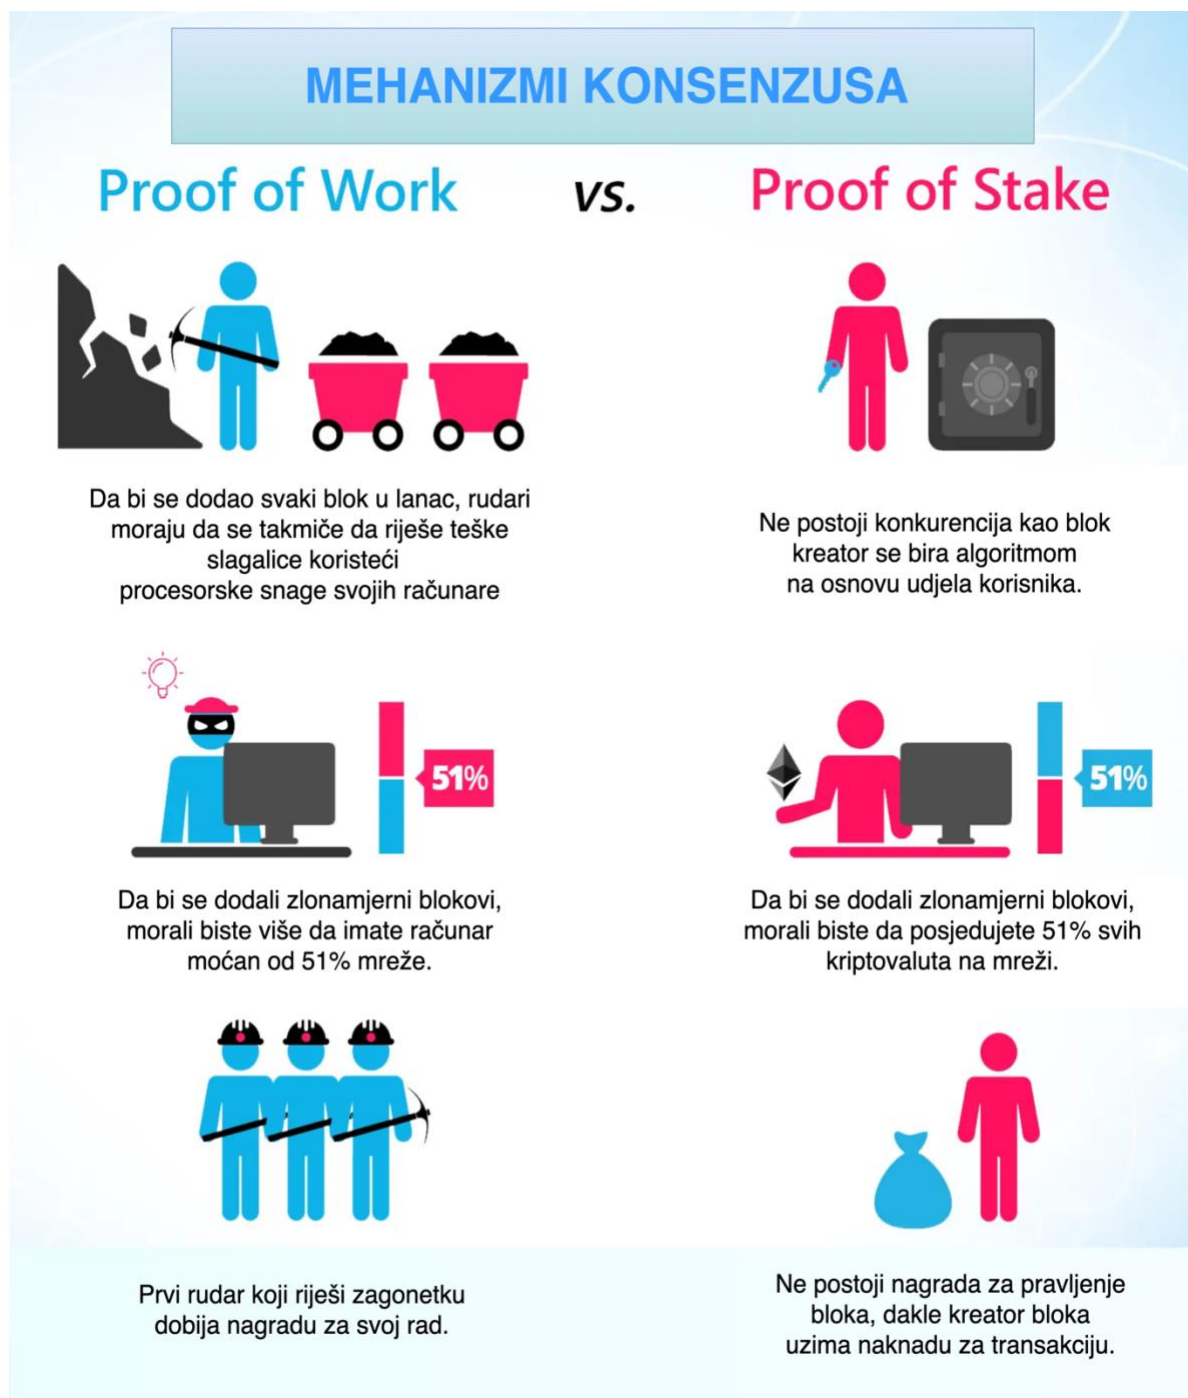 MEHANIZMI KONSENZUSA
Proof of Work
vs.
Proof of Stake
Da bi se dodao svaki blok u lanac, rudari
moraju da se takmiče da riješe teške
slagalice koristeći
procesorske snage svojih računare
Ne postoji konkurencija kao blok
kreator se bira algoritmom
na osnovu udjela korisnika.
51%
51%
Da bi se dodali zlonamjerni blokovi,
morali biste više da imate računar
moćan od 51% mreže.
Da bi se dodali zlonamjerni blokovi,
morali biste da posjedujete 51% svih
kriptovaluta na mreži.
Prvi rudar koji riješi zagonetku
dobija nagradu za svoj rad.
Ne postoji nagrada za pravljenje
bloka, dakle kreator bloka
uzima naknadu za transakciju.